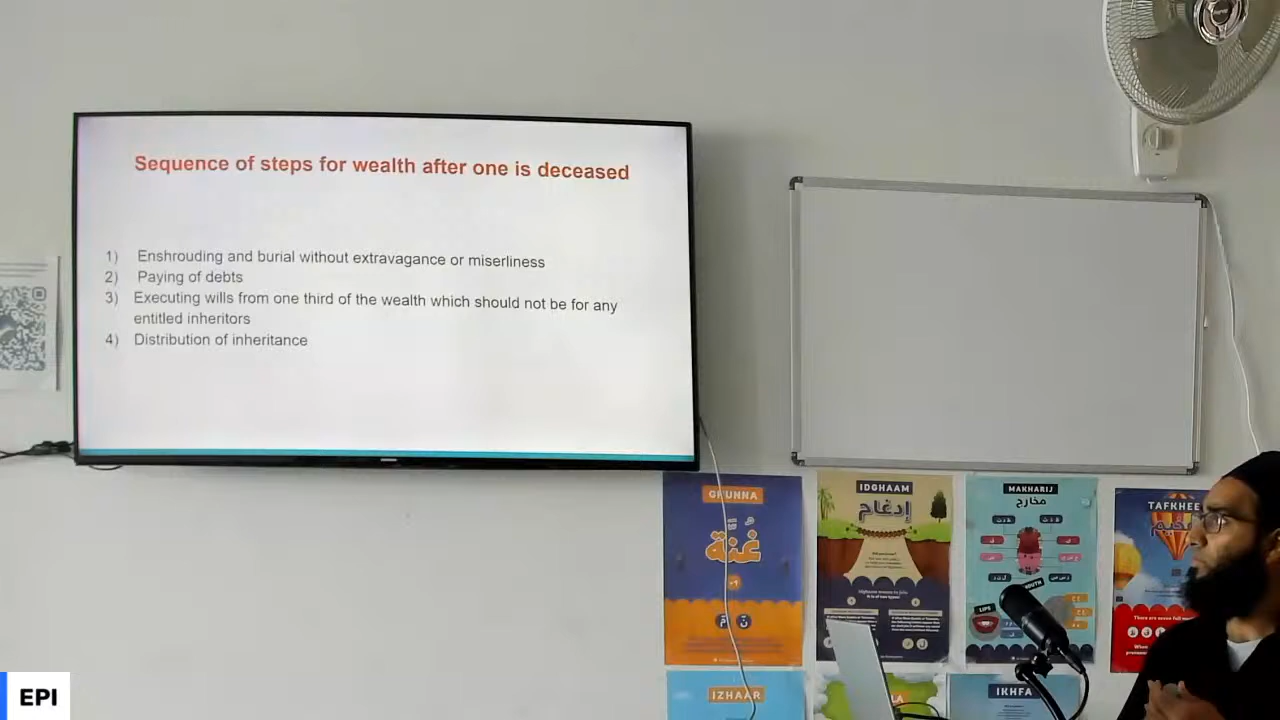 Sequence of steps for wealth after one is deceased
1) Enshrouding and burial without extravagance or miserliness
2) Paying of debts
3) Executing wills from one third of the wealth which should not be for any
entitled inheritors
4) Distribution of inheritance
GHUNNA
غُنَّة
IDGHAAM
إدغام
MAKHARIJ
مخارج
MOUTH
LIPS
TAFKHEE
IZHAAR
IKHFA
EPI